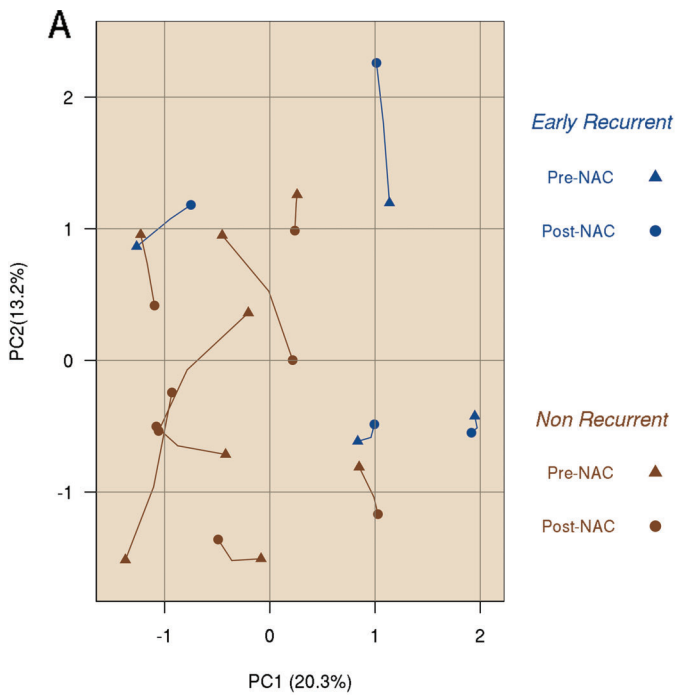 A
2
1
0
-1
-1
0
1
2
PC2(13.2%)
PC1 (20.3%)
Early Recurrent
Pre-NAC
Post-NAC
Non Recurrent
Pre-NAC
Post-NAC